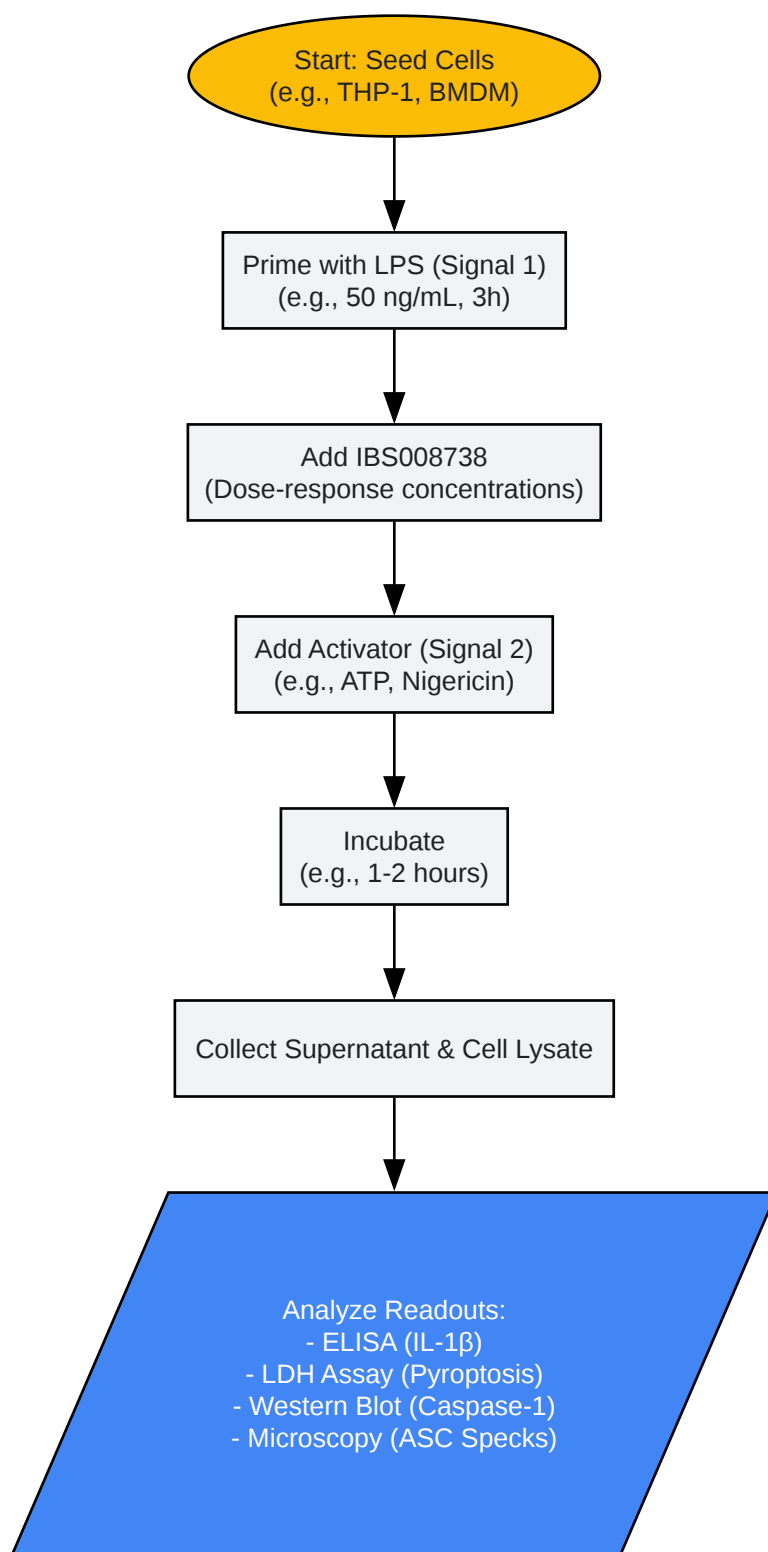 Start: Seed Cells
(e.g., THP-1, BMDM)
Prime with LPS (Signal 1)
(e.g., 50 ng/mL, 3h)
Add IBS008738
(Dose-response concentrations)
Add Activator (Signal 2)
(e.g., ATP, Nigericin)
Incubate
(e.g., 1-2 hours)
Collect Supernatant & Cell Lysate
Analyze Readouts:
- ELISA (IL-1β)
- LDH Assay (Pyroptosis)
- Western Blot (Caspase-1)
- Microscopy (ASC Specks)